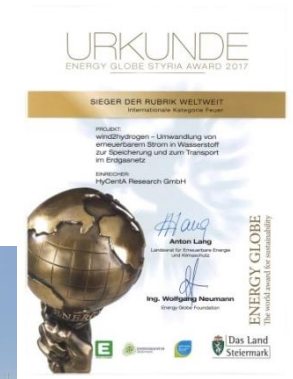 URKUNDE
ENERGY GLOBE STYRIA AWARD 2017
SIEGER DER RUBRIK WELTWEIT
Internationale Kategorie Feuer
PROJEKT:
wind2hydrogen – Umwandlung von
erneuerbarem Strom in Wasserstoff
zur Speicherung und zum Transport
im Erdgasnetz
EINREICHER:
HyCentA Research GmbH
Anton Lang
Landesrat für Erneuerbare Energie
und Klimaschutz
Ing. Wolfgang Neumann
Energy Globe Foundation
ENERGY GLOBE
The world award for sustainability
E
Das Land
Steiermark